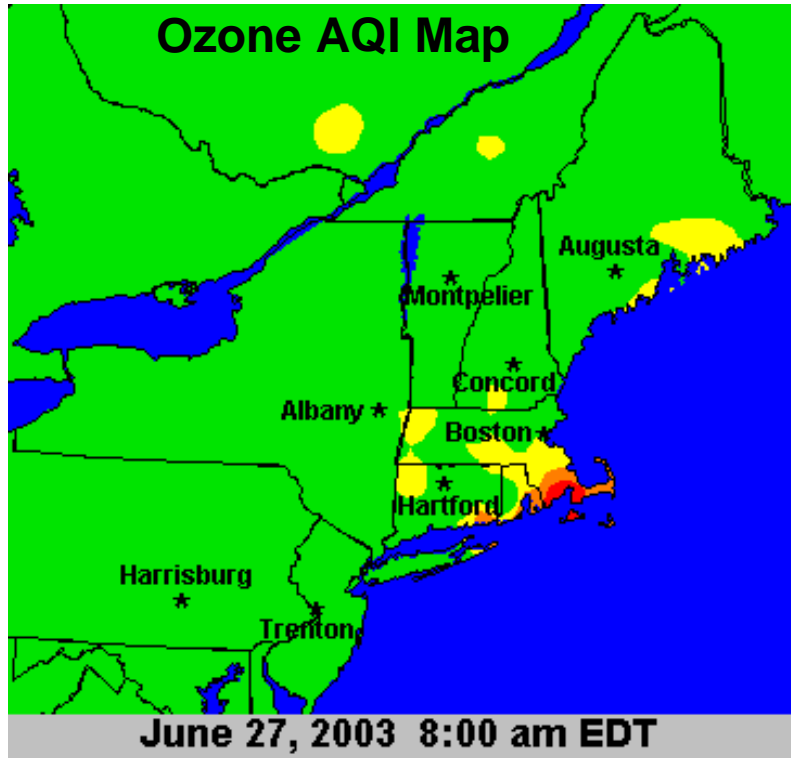 Ozone AQI Map
Augusta
Montpelier
Concord
Albany
Boston
Hartford
Harrisburg
Trenton
June 27, 2003 8:00 am EDT